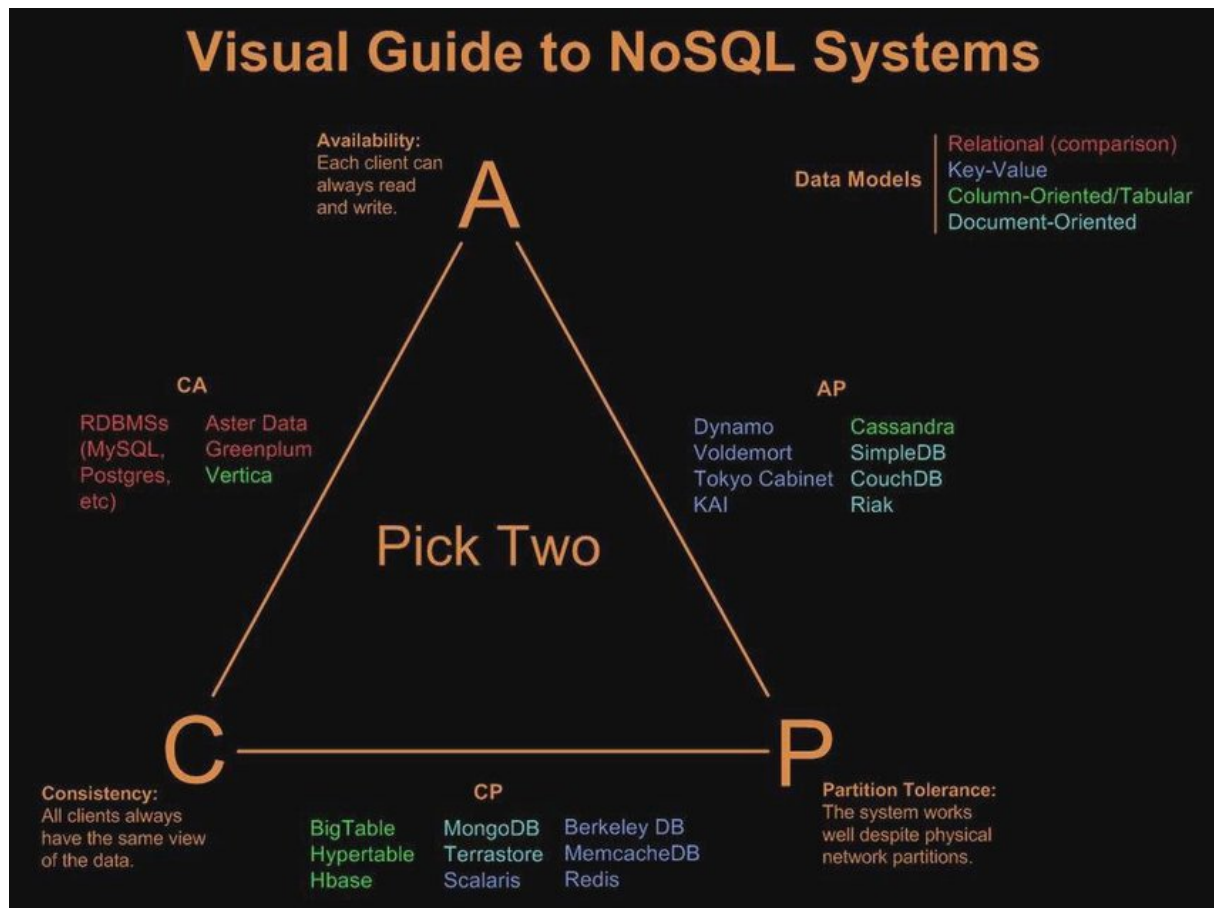 Visual Guide to NoSQL Systems
Availability:
Each client can
always read
and write.
A
Data Models
Relational (comparison)
Key-Value
Column-Oriented/Tabular
Document-Oriented
CA
RDBMSs
(MySQL,
Postgres,
etc)
Aster Data
Greenplum
Vertica
AP
Dynamo
Voldemort
Tokyo Cabinet
KAI
Cassandra
SimpleDB
CouchDB
Riak
Pick Two
C
P
Consistency:
All clients always
have the same view
of the data.
CP
BigTable
Hypertable
Hbase
MongoDB
Terrastore
Scalaris
Berkeley DB
MemcacheDB
Redis
Partition Tolerance:
The system works
well despite physical
network partitions.